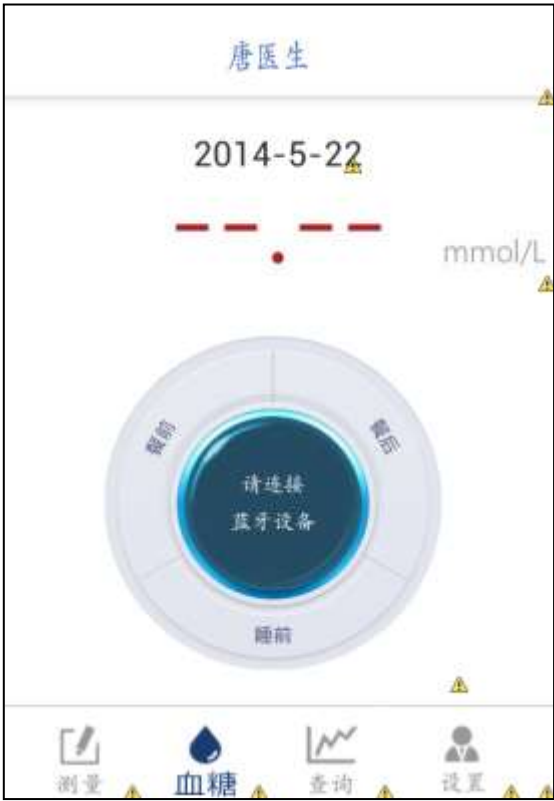 唐医生
2014-5-22
--.--
mmol/L
餐前
餐后
请连接
蓝牙设备
睡前
测量
血糖
查询
设置